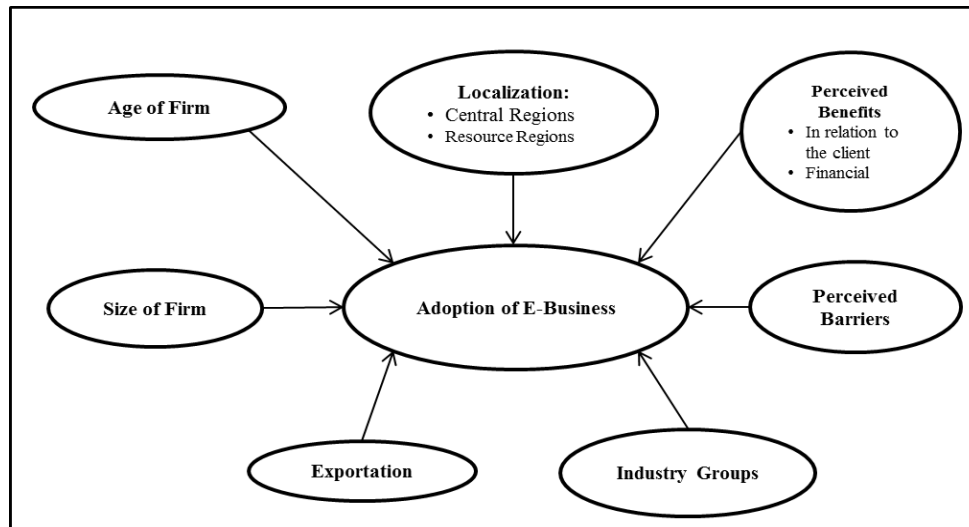 Age of Firm
Localization:
• Central Regions
• Resource Regions
Perceived
Benefits
• In relation to
the client
• Financial
Size of Firm
Adoption of E-Business
Perceived
Barriers
Exportation
Industry Groups